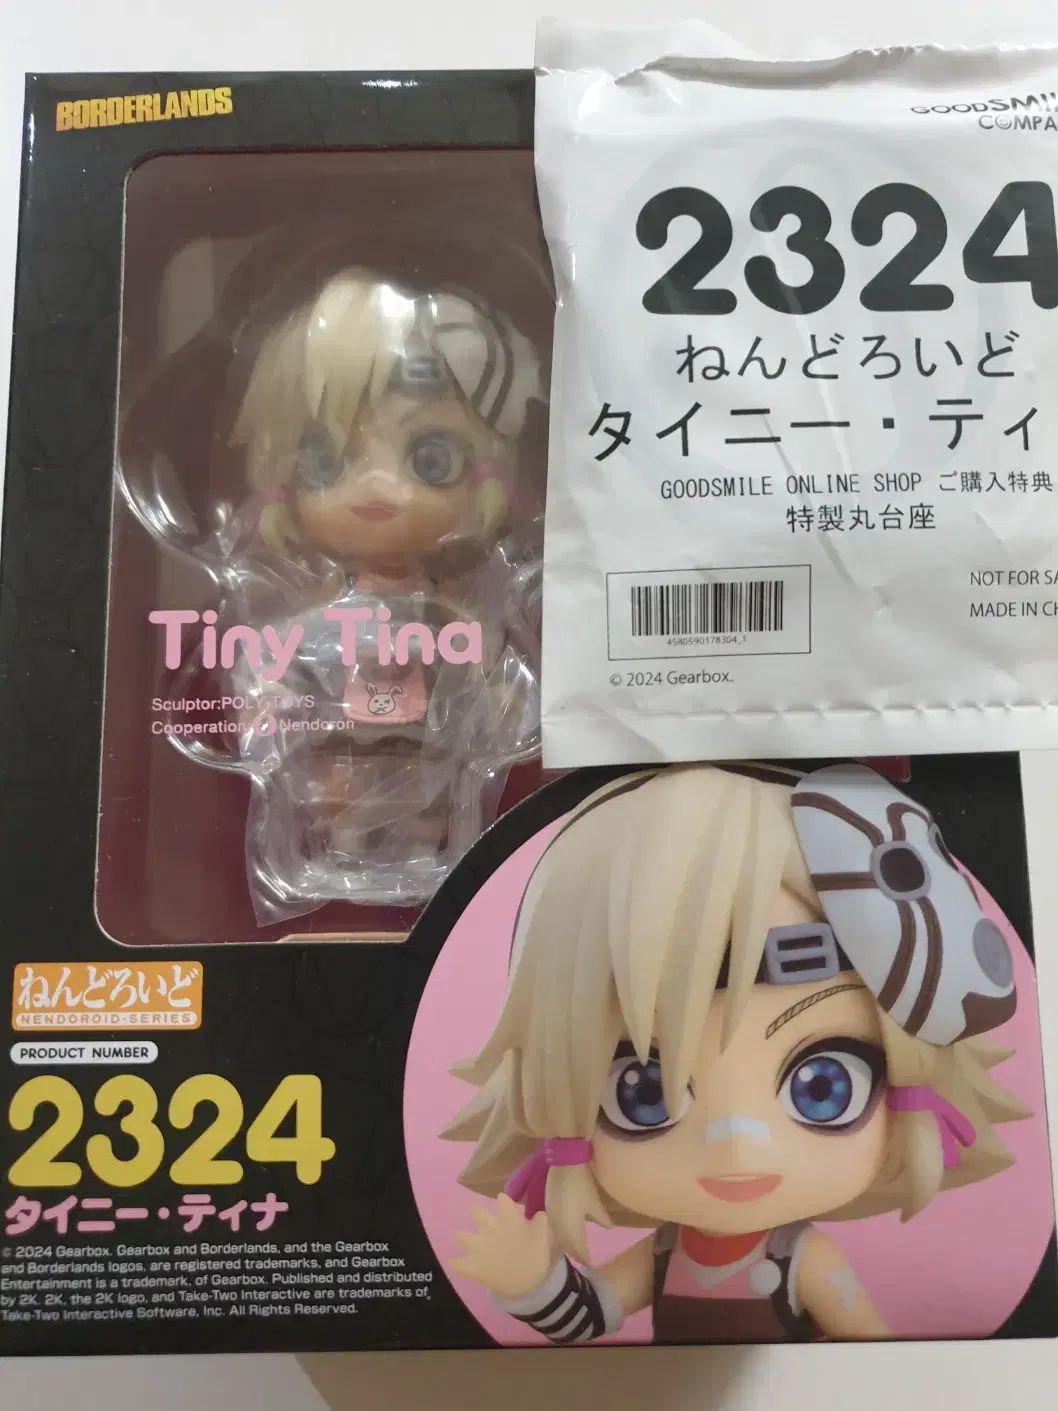 BORDERLANDS
Tiny Tina
Sculptor:POLY-TOYS
Cooperation: Nendoron
GOODSMI
COMPA
2324
ねんどろいど
タイニー・ティ
GOODSMILE ONLINE SHOP ご購入特典
特製丸台座
NOT FOR SA
MADE IN CH
4580590178304_1
© 2024 Gearbox.
ねんどろいど
NENDOROID-SERIES
PRODUCT NUMBER
2324
タイニー・ティナ
© 2024 Gearbox. Gearbox and Borderlands, and the Gearbox
and Borderlands logos, are registered trademarks, and Gearbox
Entertainment is a trademark, of Gearbox. Published and distributed
by 2K. 2K, the 2K logo, and Take-Two Interactive are trademarks of
Take-Two Interactive Software, Inc. All Rights Reserved.